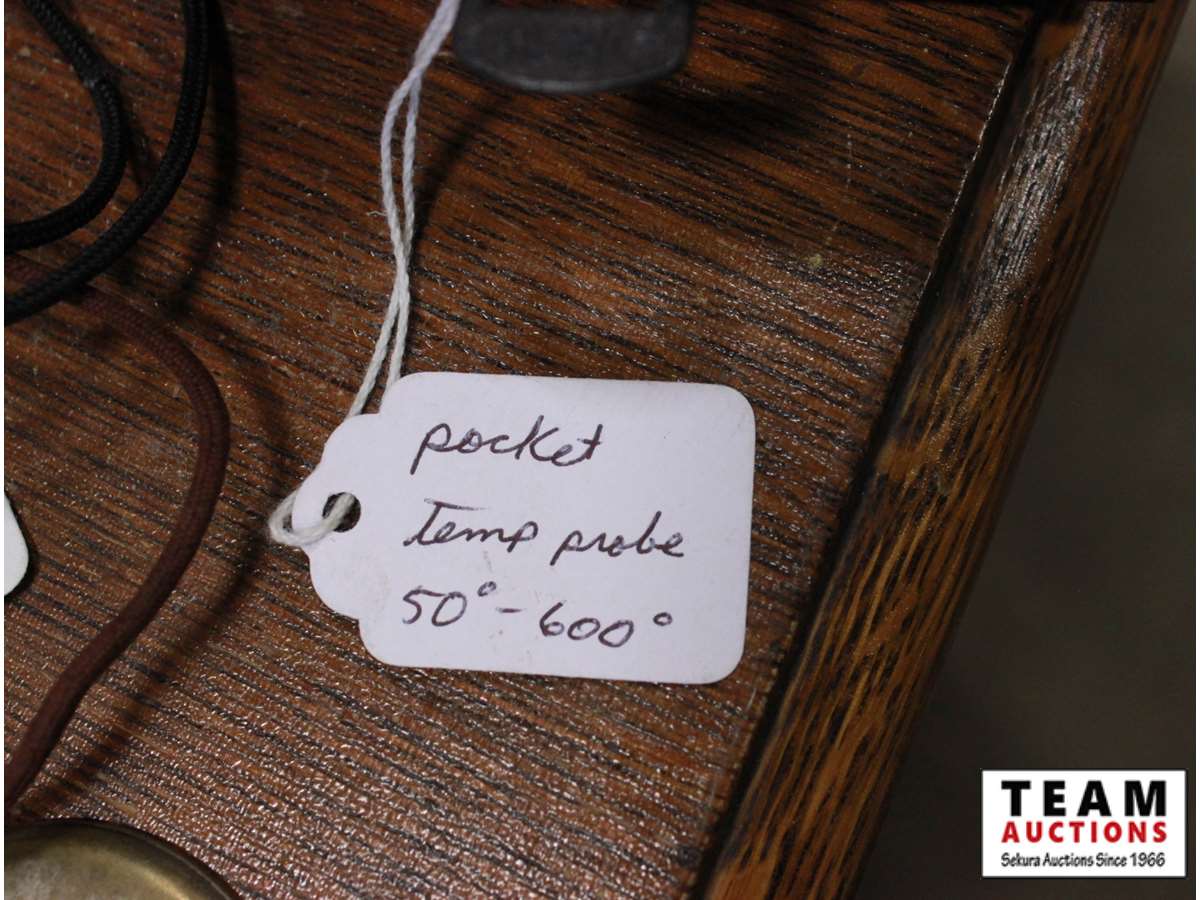 pocket
Temp probe
50° - 600°
TEAM
AUCTIONS
Sekura Auctions Since 1966